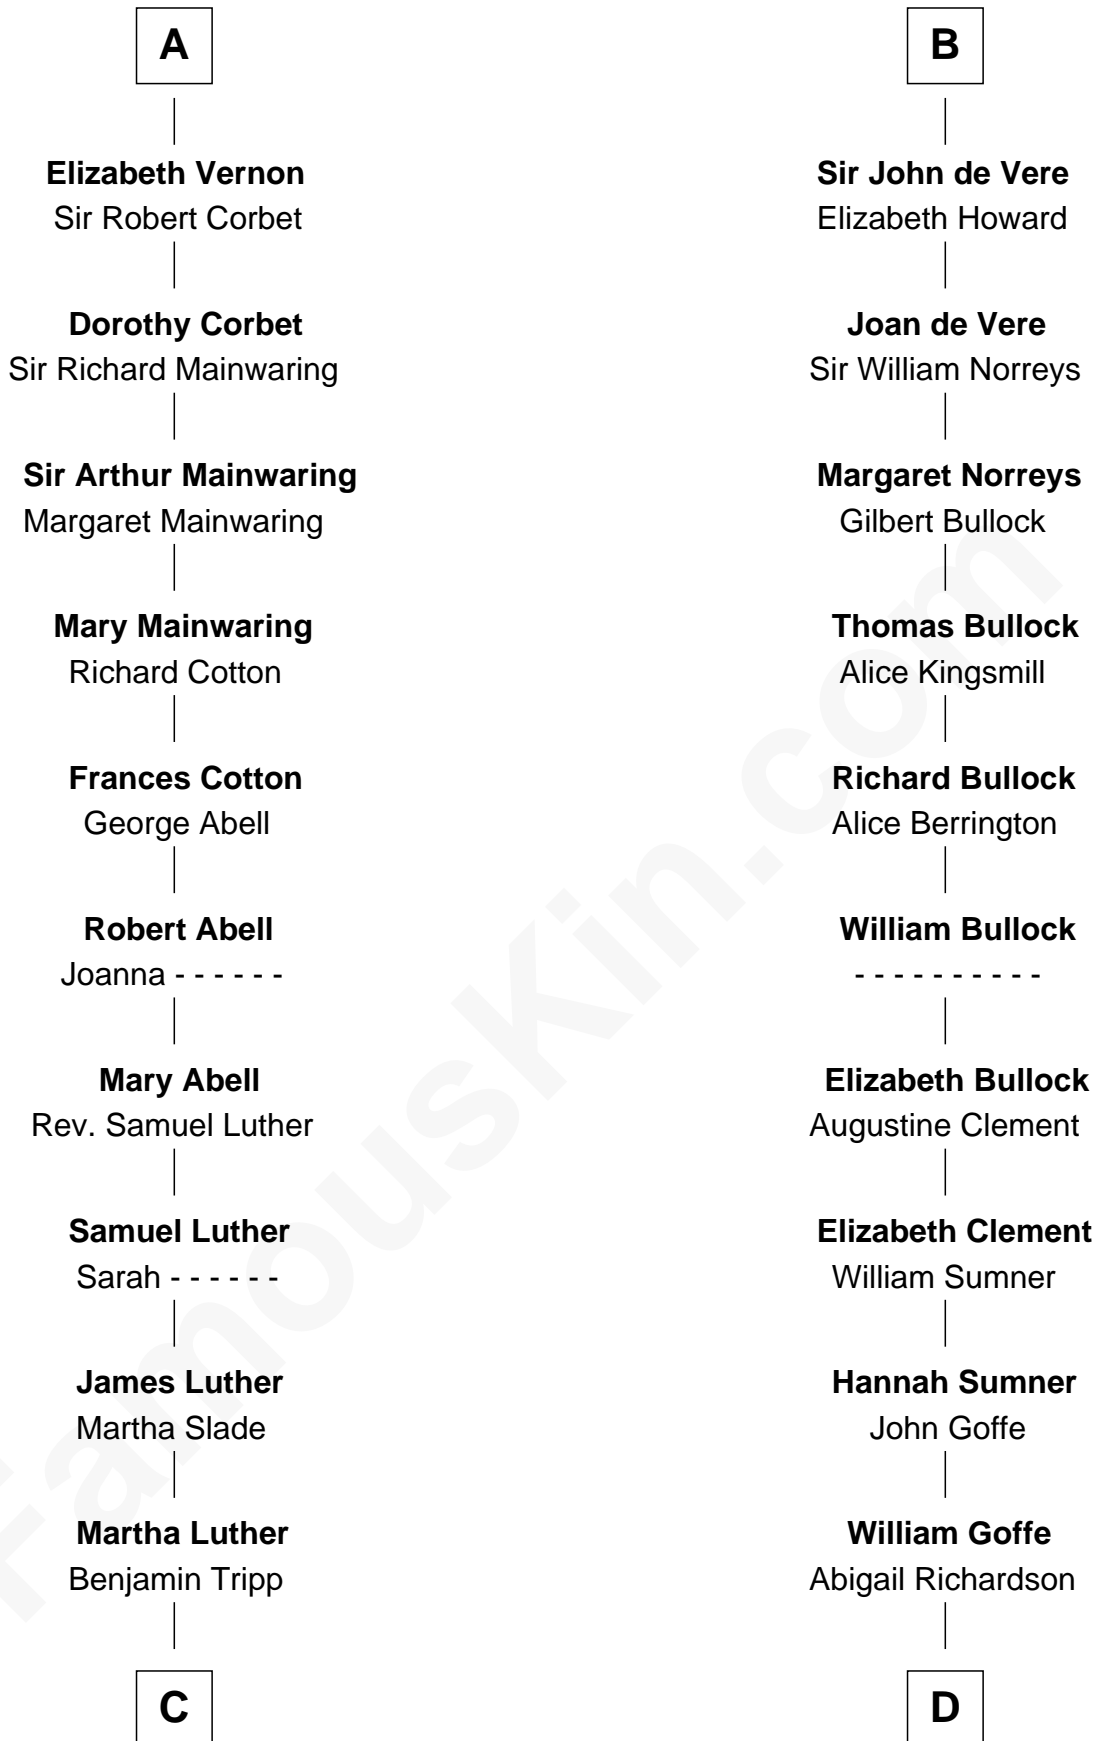 A
Elizabeth Vernon
Sir Robert Corbet
Dorothy Corbet
Sir Richard Mainwaring
Sir Arthur Mainwaring
Margaret Mainwaring
Mary Mainwaring
Richard Cotton
Frances Cotton
George Abell
Robert Abell
Joanna - - - - - -
Mary Abell
Rev. Samuel Luther
Samuel Luther
Sarah - - - - - -
James Luther
Martha Slade
Martha Luther
Benjamin Tripp
C
B
Sir John de Vere
Elizabeth Howard
Joan de Vere
Sir William Norreys
Margaret Norreys
Gilbert Bullock
Thomas Bullock
Alice Kingsmill
Richard Bullock
Alice Berrington
William Bullock
- - - - - - - - - -
Elizabeth Bullock
Augustine Clement
Elizabeth Clement
William Sumner
Hannah Sumner
John Goffe
William Goffe
Abigail Richardson
D
FamousKin.com